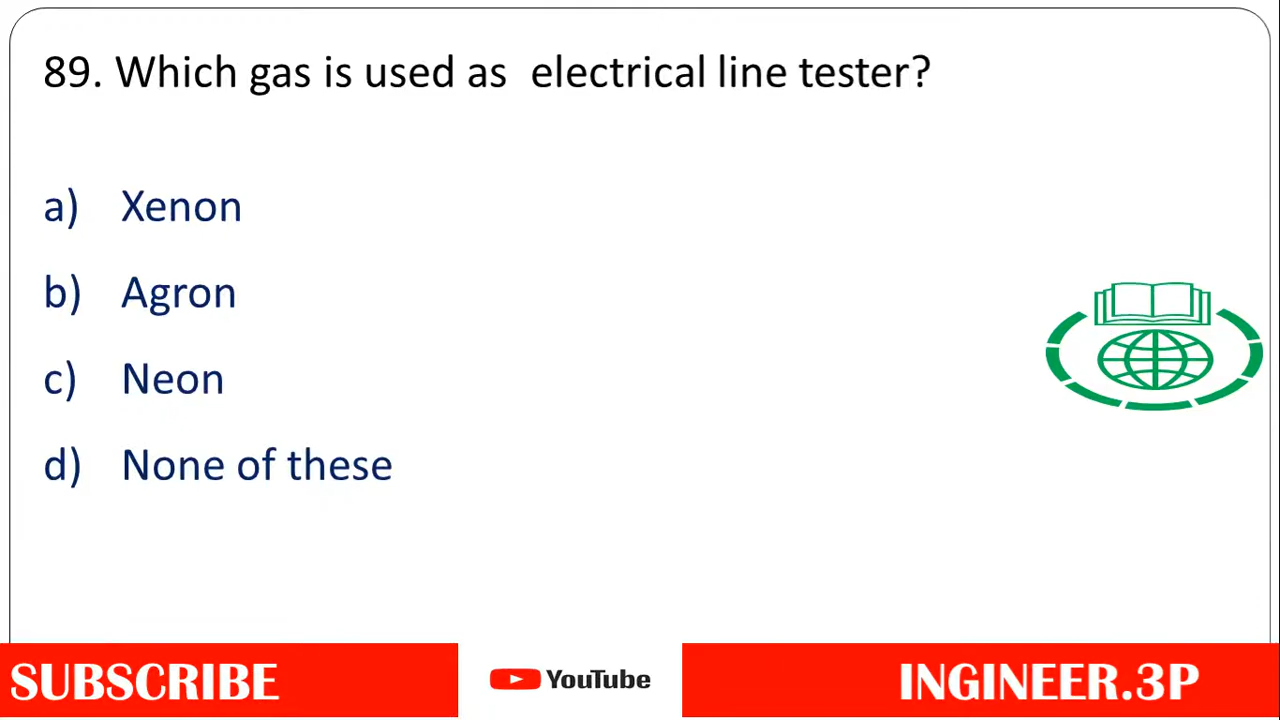 89. Which gas is used as  electrical line tester?
a) Xenon
b) Agron
c) Neon
d) None of these
SUBSCRIBE YouTube INGINEER.3P